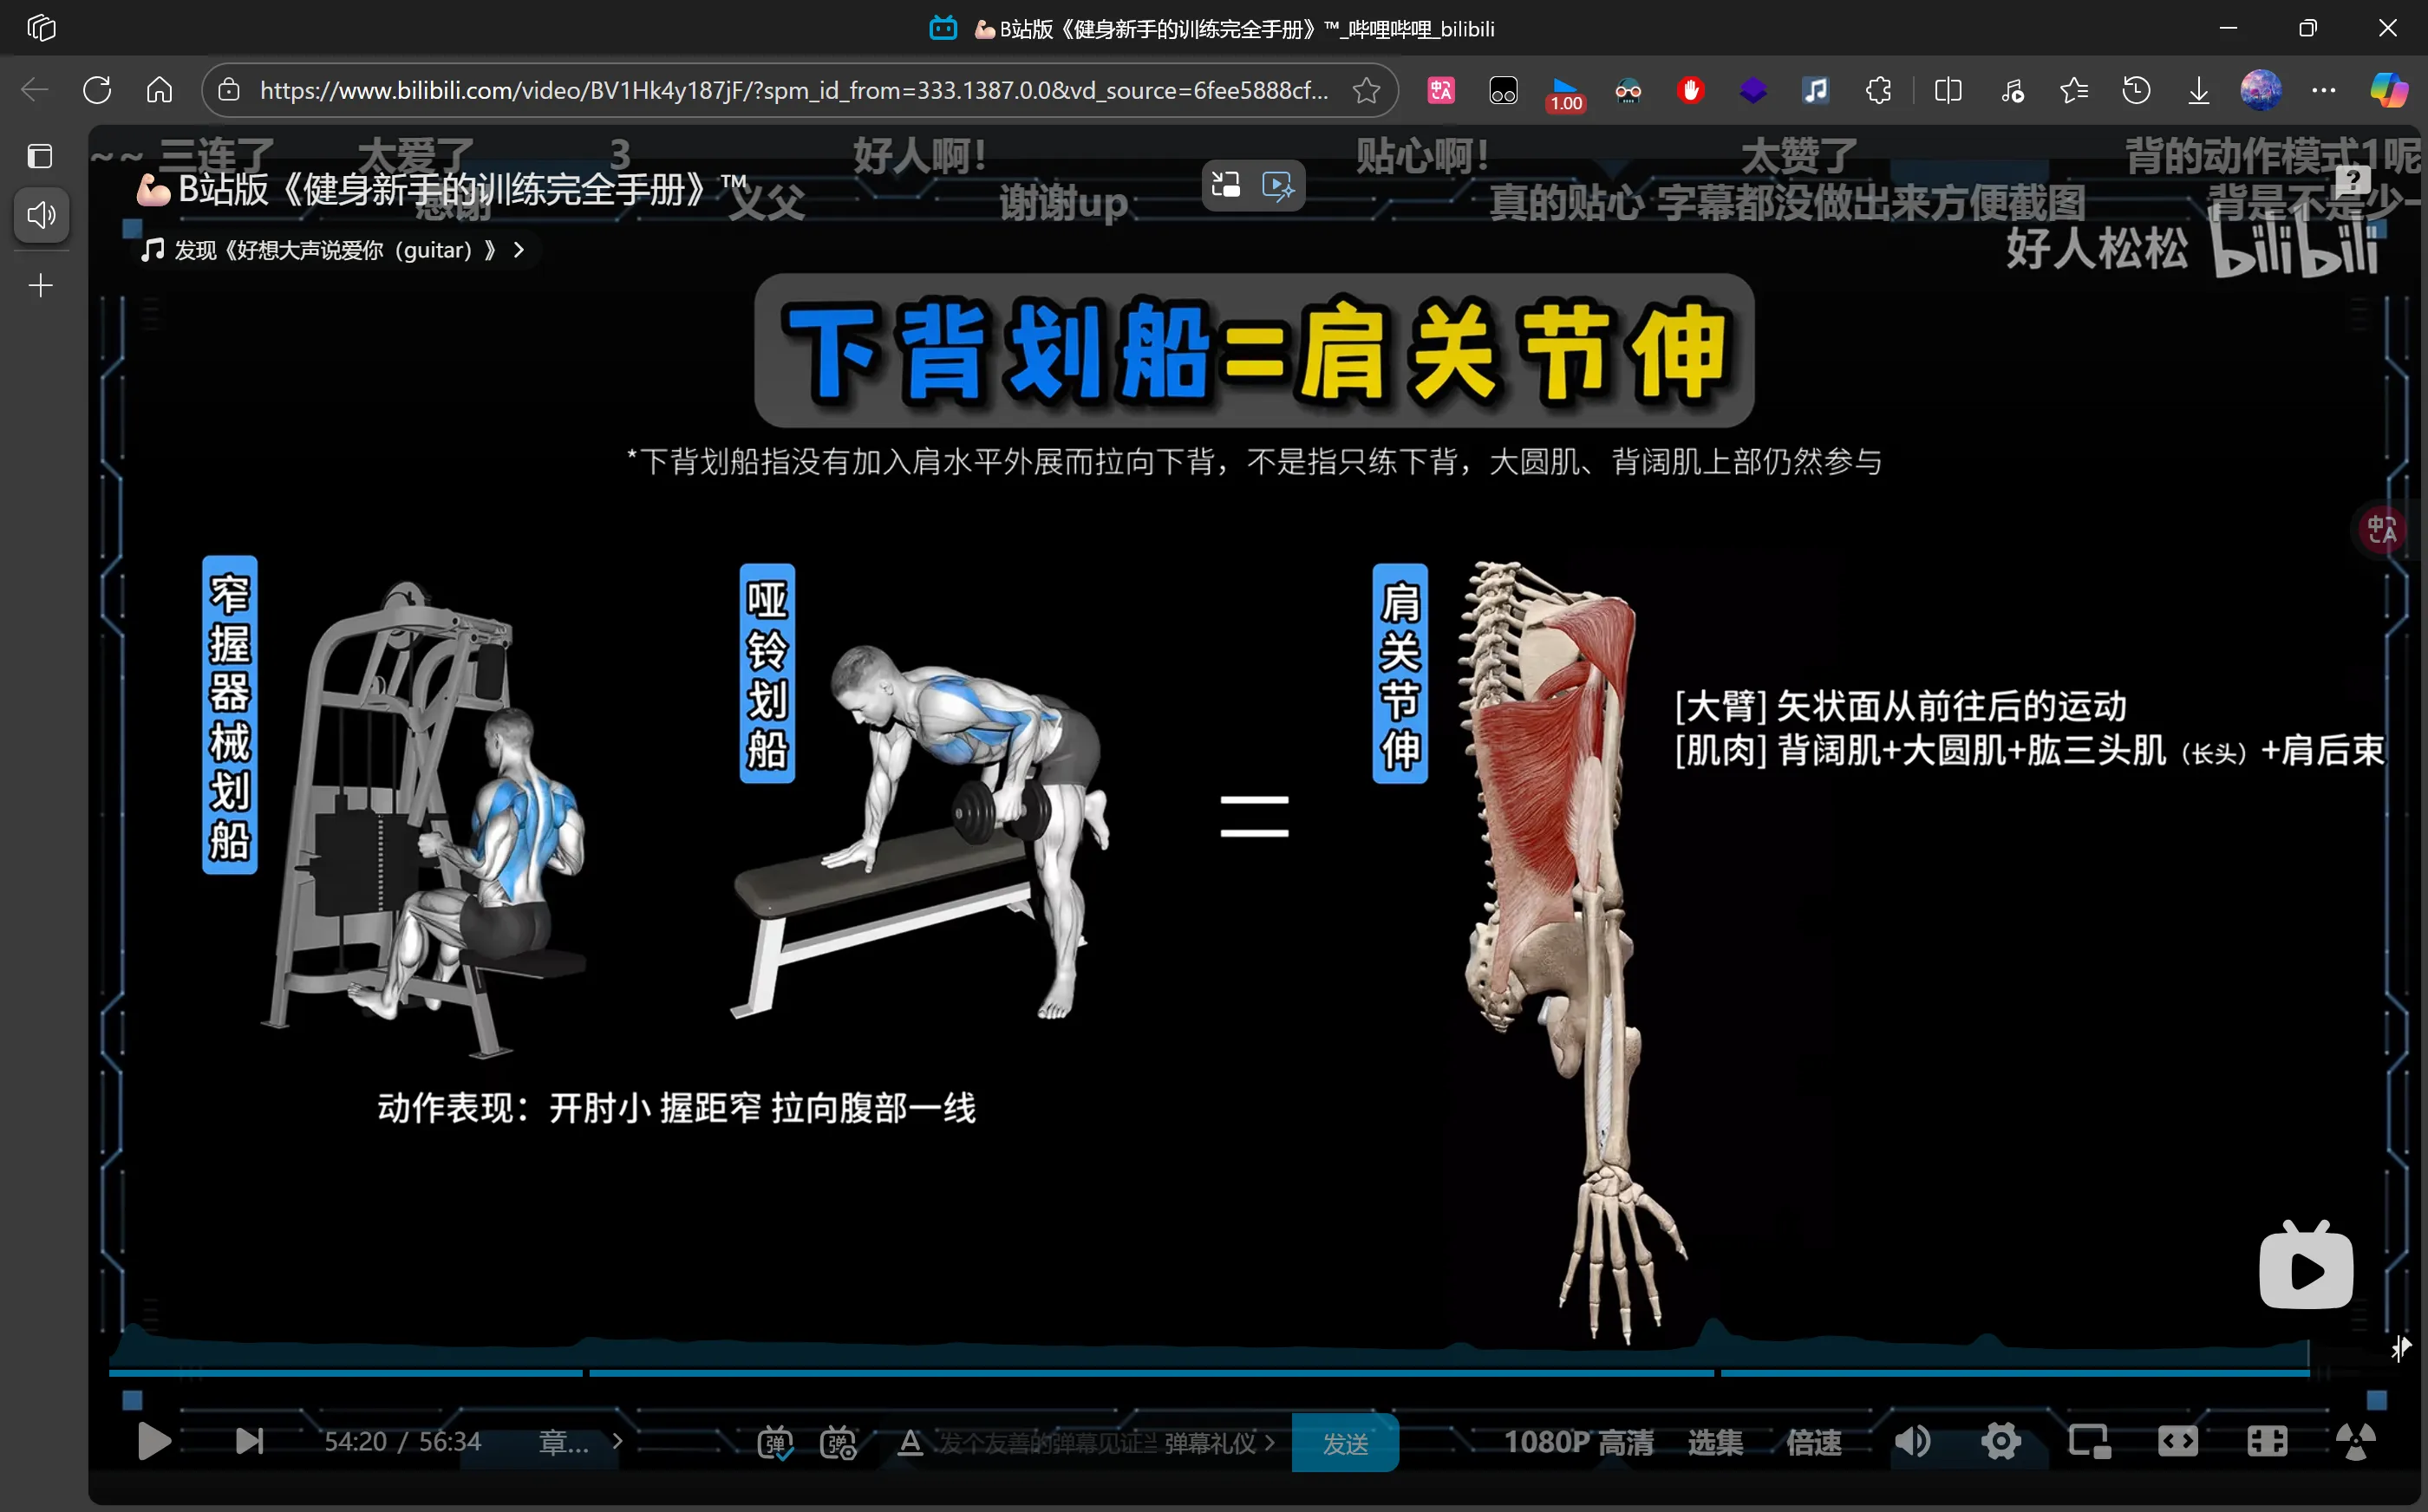 💪🏻B站版《健身新手的训练完全手册》™_哔哩哔哩_bilibili
https://www.bilibili.com/video/BV1Hk4y187jF/?spm_id_from=333.1387.0.0&vd_source=6fee5888cf...
1.00
~~ 三连了 太爱了 3 好人啊! 贴心啊! 太赞了 背的动作模式1呢
💪🏻B站版《健身新手的训练完全手册》™
感谢 义父 谢谢up 真的贴心 字幕都没做出来方便截图 背是不是少一
发现《好想大声说爱你（guitar）》 >
好人松松 bilibili
下背划船=肩关节伸
*下背划船指没有加入肩水平外展而拉向下背，不是指只练下背，大圆肌、背阔肌上部仍然参与
窄握器械划船
哑铃划船
肩关节伸
[大臂] 矢状面从前往后的运动
[肌肉] 背阔肌+大圆肌+肱三头肌（长头）+肩后束
=
动作表现：开肘小 握距窄 拉向腹部一线
54:20 / 56:34 章... > 弹 弹 A 发个友善的弹幕见证当 弹幕礼仪 > 发送 1080P 高清 选集 倍速